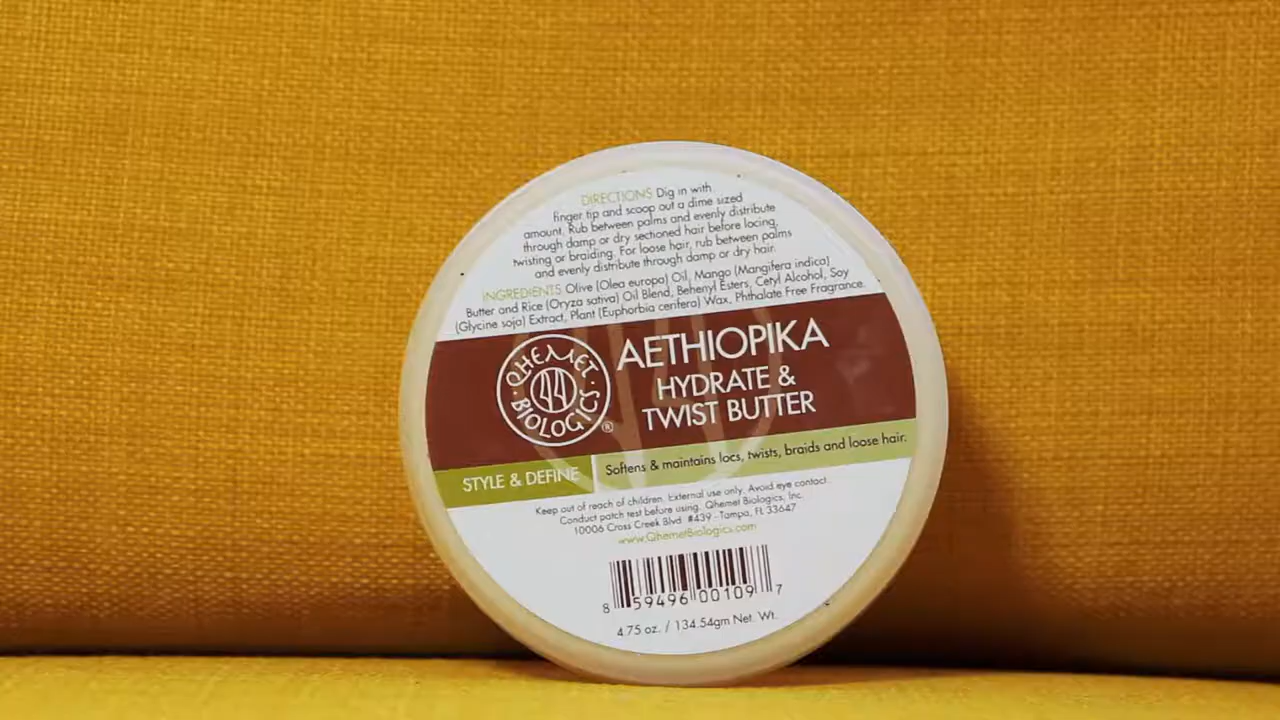 DIRECTIONS Dig in with
finger tip and scoop out a dime sized
amount. Rub between palms and evenly distribute
through damp or dry sectioned hair before locing,
twisting or braiding. For loose hair, rub between palms
and evenly distribute through damp or dry hair.
INGREDIENTS Olive (Olea europa) Oil, Mango (Mangifera indica)
Butter and Rice (Oryza sativa) Oil Blend, Behenyl Esters, Cetyl Alcohol, Soy
(Glycine soja) Extract, Plant (Euphorbia cerifera) Wax, Phthalate Free Fragrance.
QHEMET
BIOLOGICS
®
AETHIOPIKA
HYDRATE &
TWIST BUTTER
STYLE & DEFINE
Softens & maintains locs, twists, braids and loose hair.
Keep out of reach of children. External use only. Avoid eye contact.
Conduct patch test before using. Qhemet Biologics, Inc.
10006 Cross Creek Blvd. #439 - Tampa, FL 33647
www.QhemetBiologics.com
8 59496 00109 7
4.75 oz. / 134.54gm Net. Wt.